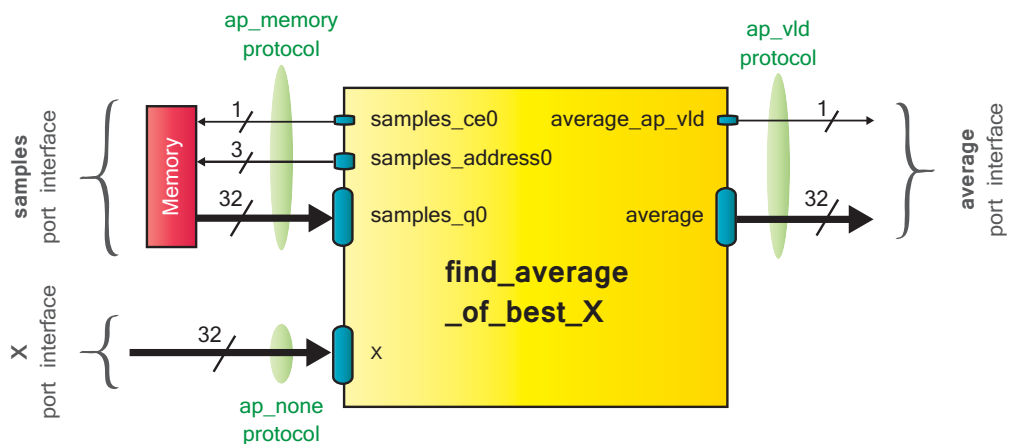 ap_memory
protocol
ap_vld
protocol
1
samples_ce0
average_ap_vld
1
3
samples_address0
samples
port interface
Memory
32
samples_q0
average
32
average
port interface
find_average
_of_best_X
X
port interface
32
x
ap_none
protocol